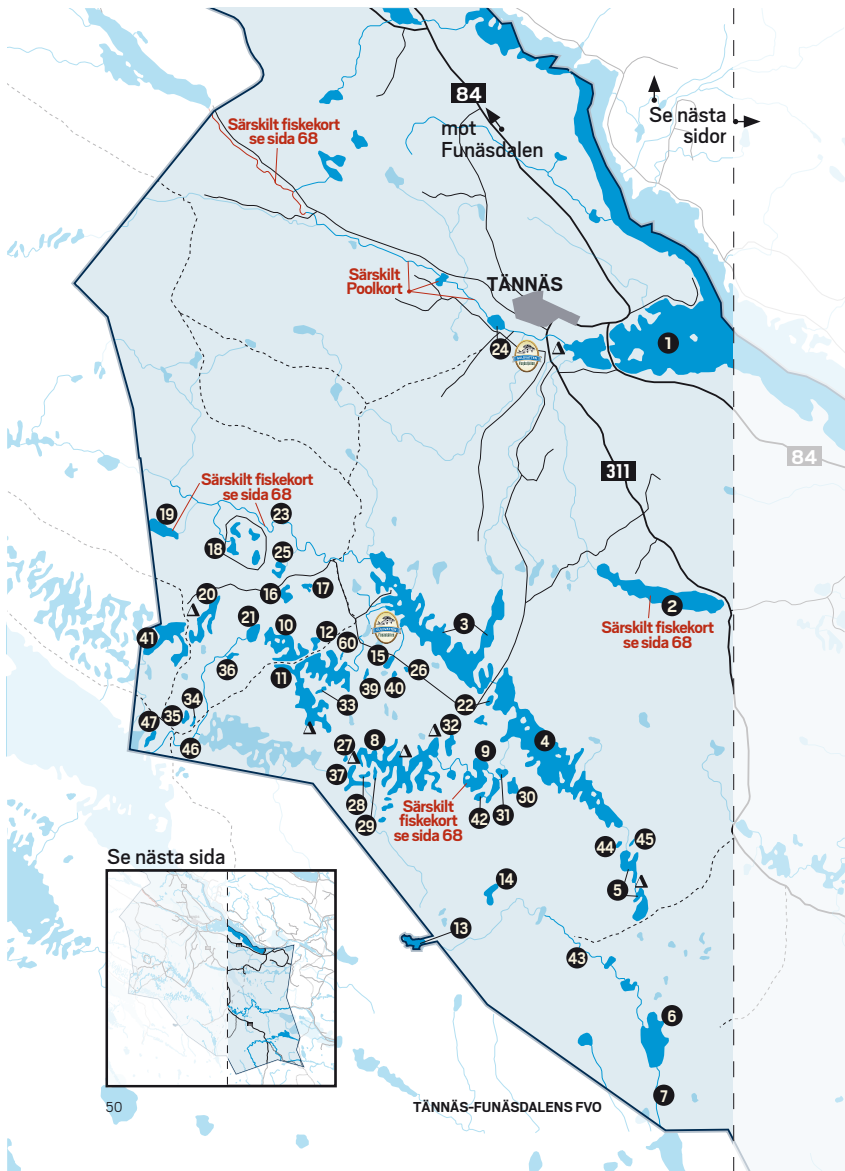 84
mot
Funäsdalen
Se nästa
sidor
Särskilt fiskekort
se sida 68
Särskilt
Poolkort
TÄNNÄS
24
1
84
311
Särskilt fiskekort
se sida 68
19
23
18
25
20
16
17
2
Särskilt fiskekort
se sida 68
21
10
12
3
41
60
15
36
11
26
39
40
34
33
22
47
35
32
46
27
8
9
4
37
28
29
Särskilt
fiskekort
se sida 68
42
31
30
44
45
Se nästa sida
14
5
13
43
6
7
50
TÄNNÄS-FUNÄSDALENS FVO